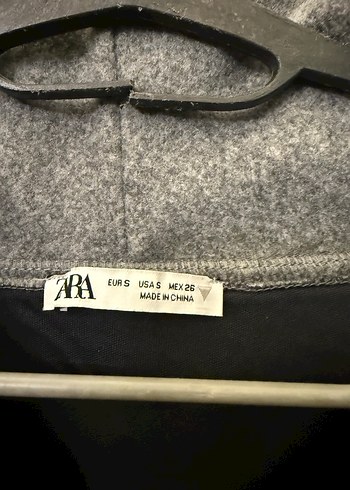 ZARA
EUR S USA S MEX 26
MADE IN CHINA